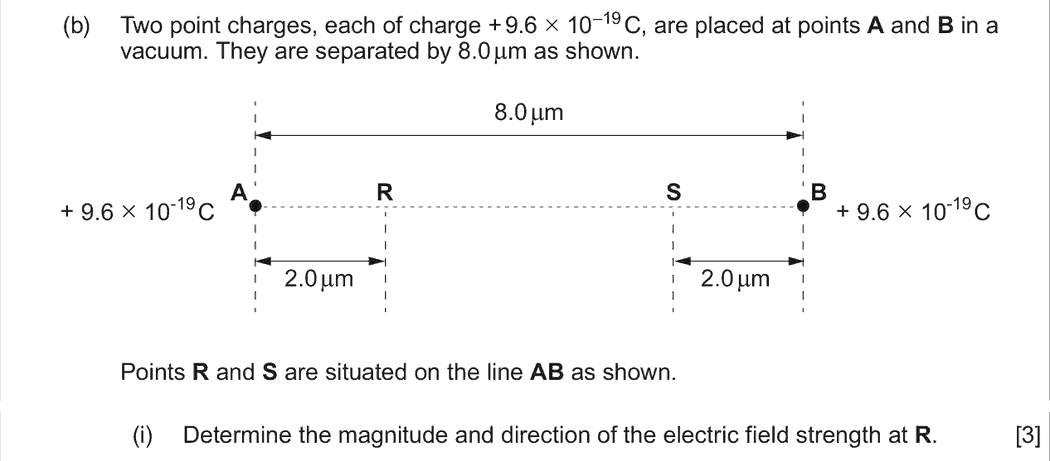 (b) Two point charges, each of charge +9.6 × 10⁻¹⁹ C, are placed at points A and B in a
vacuum. They are separated by 8.0 μm as shown.
8.0 μm
A R S B
+ 9.6 × 10⁻¹⁹ C + 9.6 × 10⁻¹⁹ C
2.0 μm 2.0 μm
Points R and S are situated on the line AB as shown.
(i) Determine the magnitude and direction of the electric field strength at R. [3]